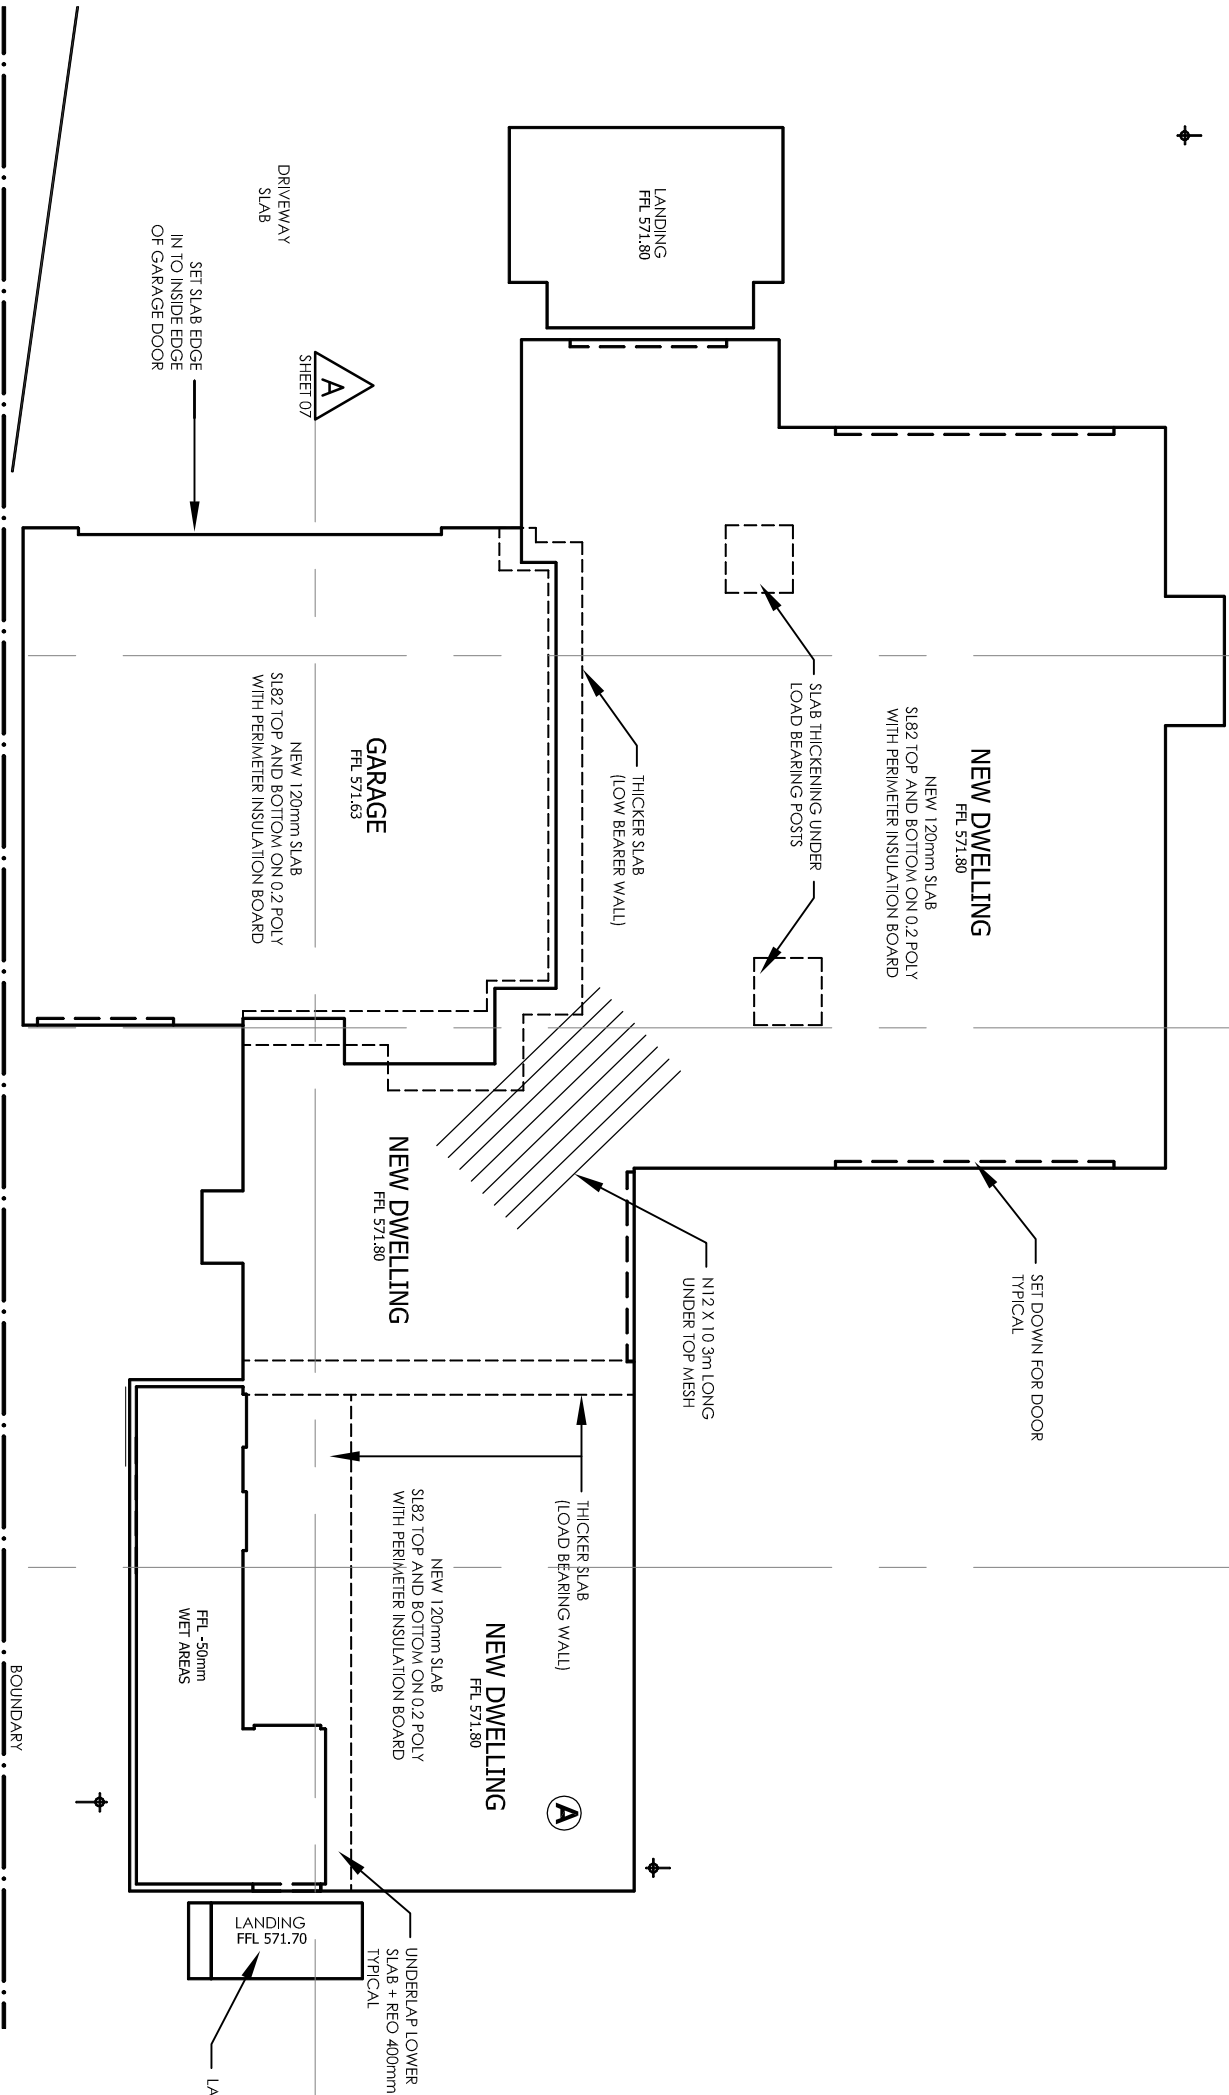 DRIVEWAY
SLAB
SET SLAB EDGE
IN TO INSIDE EDGE
OF GARAGE DOOR
LANDING
FFL 571.80
A
SHEET 07
NEW DWELLING
FFL 571.80
NEW 120mm SLAB
SL82 TOP AND BOTTOM ON 0.2 POLY
WITH PERIMETER INSULATION BOARD
SLAB THICKENING UNDER
LOAD BEARING POSTS
THICKER SLAB
(LOW BEARER WALL)
GARAGE
FFL 571.63
NEW 120mm SLAB
SL82 TOP AND BOTTOM ON 0.2 POLY
WITH PERIMETER INSULATION BOARD
SET DOWN FOR DOOR
TYPICAL
N12 X 10 3m LONG
UNDER TOP MESH
NEW DWELLING
FFL 571.80
THICKER SLAB
(LOAD BEARING WALL)
NEW DWELLING
FFL 571.80
NEW 120mm SLAB
SL82 TOP AND BOTTOM ON 0.2 POLY
WITH PERIMETER INSULATION BOARD
A
FFL -50mm
WET AREAS
BOUNDARY
UNDERLAP LOWER
SLAB + REO 400mm
TYPICAL
LANDING
FFL 571.70
LA